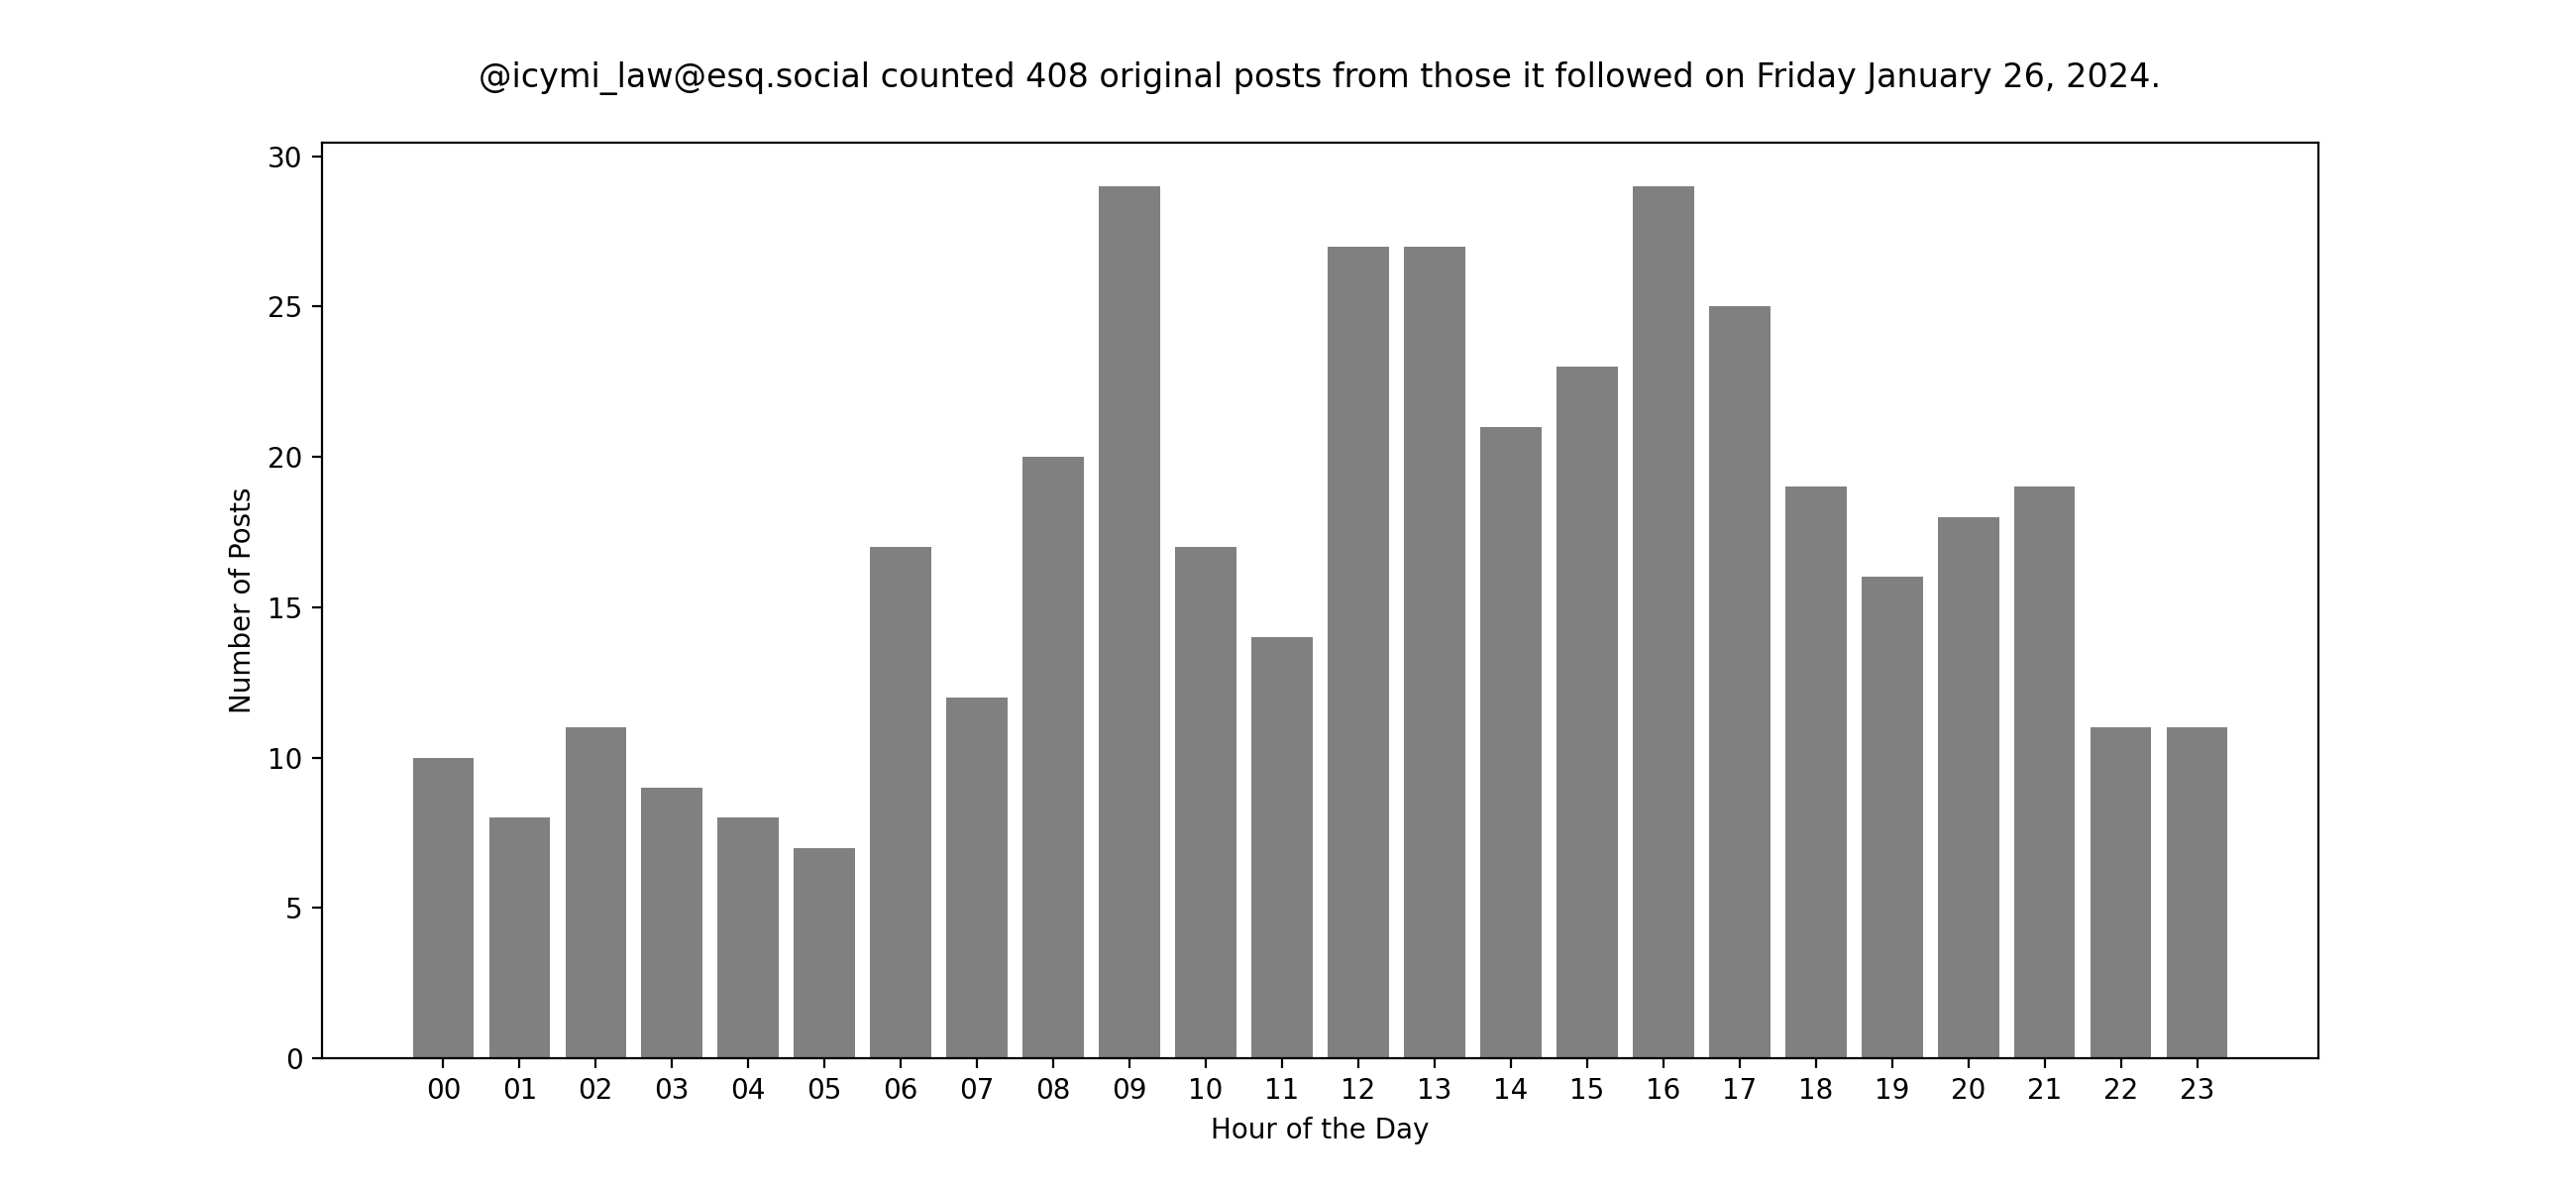 @icymi_law@esq.social counted 408 original posts from those it followed on Friday January 26, 2024.
30
25
20
15
10
5
0
Number of Posts
00 01 02 03 04 05 06 07 08 09 10 11 12 13 14 15 16 17 18 19 20 21 22 23
Hour of the Day